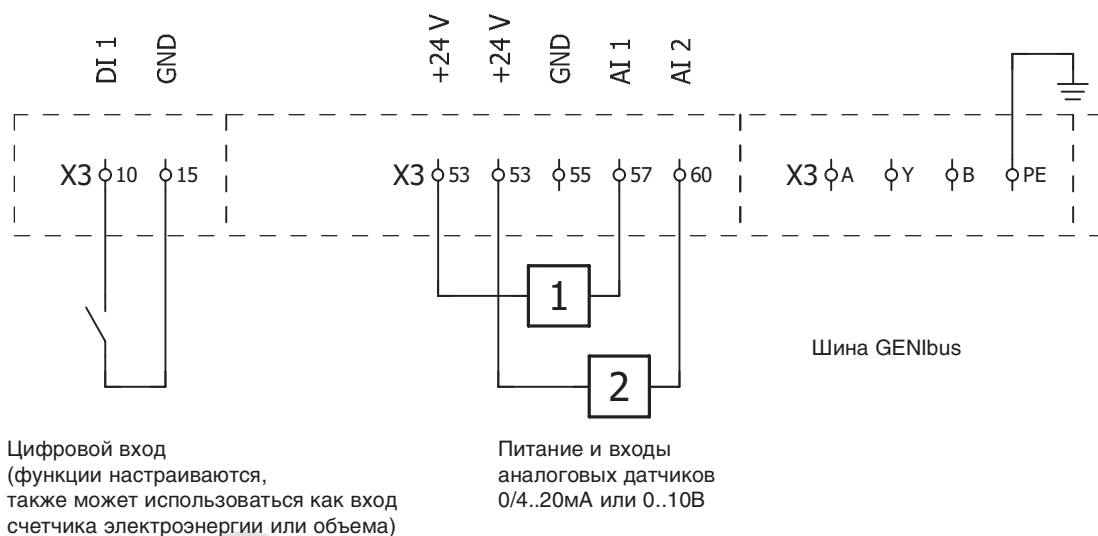 DI 1 GND +24 V +24 V GND AI 1 AI 2
X3 10 15 X3 53 53 55 57 60 X3 A Y B PE
1
2
Шина GENIbus
Цифровой вход
(функции настраиваются,
также может использоваться как вход
счетчика электроэнергии или объема)
Питание и входы
аналоговых датчиков
0/4..20мА или 0..10В